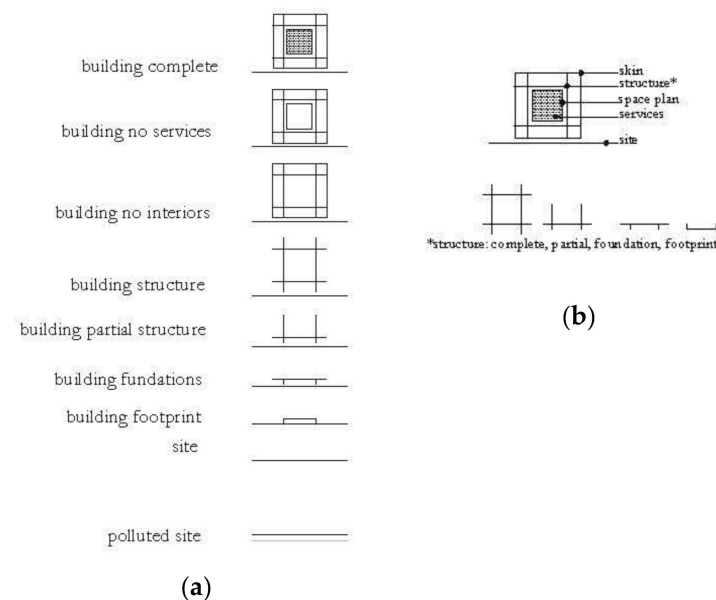 building complete
building no services
building no interiors
building structure
building partial structure
building fundations
building footprint
site
polluted site
(a)
skin
structure*
space plan
services
site
*structure: complete, partial, foundation, footprint
(b)